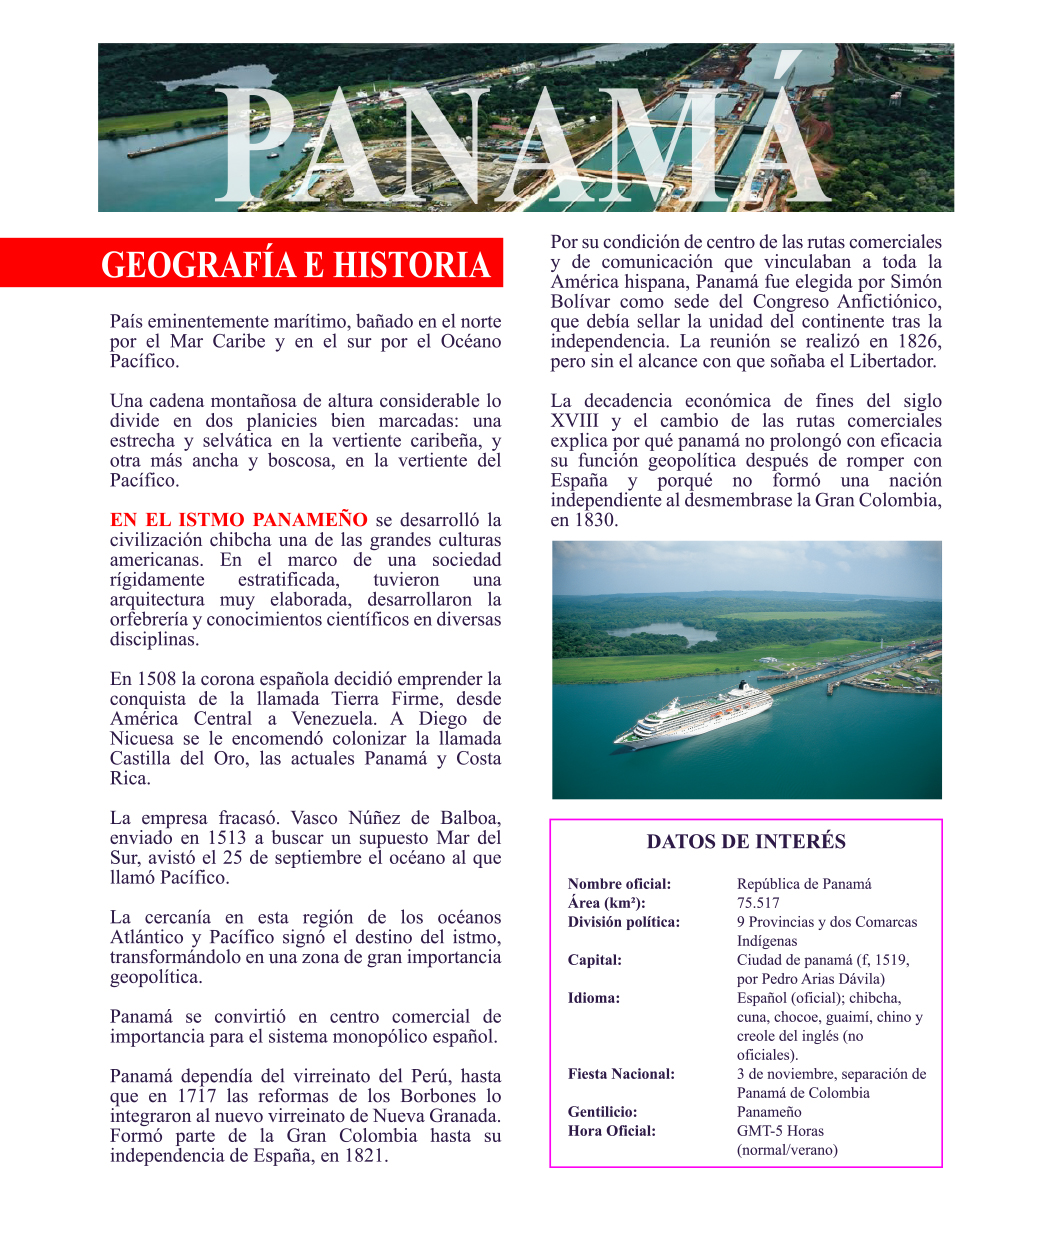 PANAMÁ
GEOGRAFÍA E HISTORIA
País eminentemente marítimo, bañado en el norte
por el Mar Caribe y en el sur por el Océano
Pacífico.
Una cadena montañosa de altura considerable lo
divide en dos planicies bien marcadas: una
estrecha y selvática en la vertiente caribeña, y
otra más ancha y boscosa, en la vertiente del
Pacífico.
EN EL ISTMO PANAMEÑO se desarrolló la
civilización chibcha una de las grandes culturas
americanas. En el marco de una sociedad
rígidamente estratificada, tuvieron una
arquitectura muy elaborada, desarrollaron la
orfebrería y conocimientos científicos en diversas
disciplinas.
En 1508 la corona española decidió emprender la
conquista de la llamada Tierra Firme, desde
América Central a Venezuela. A Diego de
Nicuesa se le encomendó colonizar la llamada
Castilla del Oro, las actuales Panamá y Costa
Rica.
La empresa fracasó. Vasco Núñez de Balboa,
enviado en 1513 a buscar un supuesto Mar del
Sur, avistó el 25 de septiembre el océano al que
llamó Pacífico.
La cercanía en esta región de los océanos
Atlántico y Pacífico signó el destino del istmo,
transformándolo en una zona de gran importancia
geopolítica.
Panamá se convirtió en centro comercial de
importancia para el sistema monopólico español.
Panamá dependía del virreinato del Perú, hasta
que en 1717 las reformas de los Borbones lo
integraron al nuevo virreinato de Nueva Granada.
Formó parte de la Gran Colombia hasta su
independencia de España, en 1821.
Por su condición de centro de las rutas comerciales
y de comunicación que vinculaban a toda la
América hispana, Panamá fue elegida por Simón
Bolívar como sede del Congreso Anfictiónico,
que debía sellar la unidad del continente tras la
independencia. La reunión se realizó en 1826,
pero sin el alcance con que soñaba el Libertador.
La decadencia económica de fines del siglo
XVIII y el cambio de las rutas comerciales
explica por qué panamá no prolongó con eficacia
su función geopolítica después de romper con
España y porqué no formó una nación
independiente al desmembrase la Gran Colombia,
en 1830.
DATOS DE INTERÉS
Nombre oficial: República de Panamá
Área (km²): 75.517
División política: 9 Provincias y dos Comarcas
Indígenas
Capital: Ciudad de panamá (f, 1519,
por Pedro Arias Dávila)
Idioma: Español (oficial); chibcha,
cuna, chocoe, guaimí, chino y
creole del inglés (no
oficiales).
Fiesta Nacional: 3 de noviembre, separación de
Panamá de Colombia
Gentilicio: Panameño
Hora Oficial: GMT-5 Horas
(normal/verano)